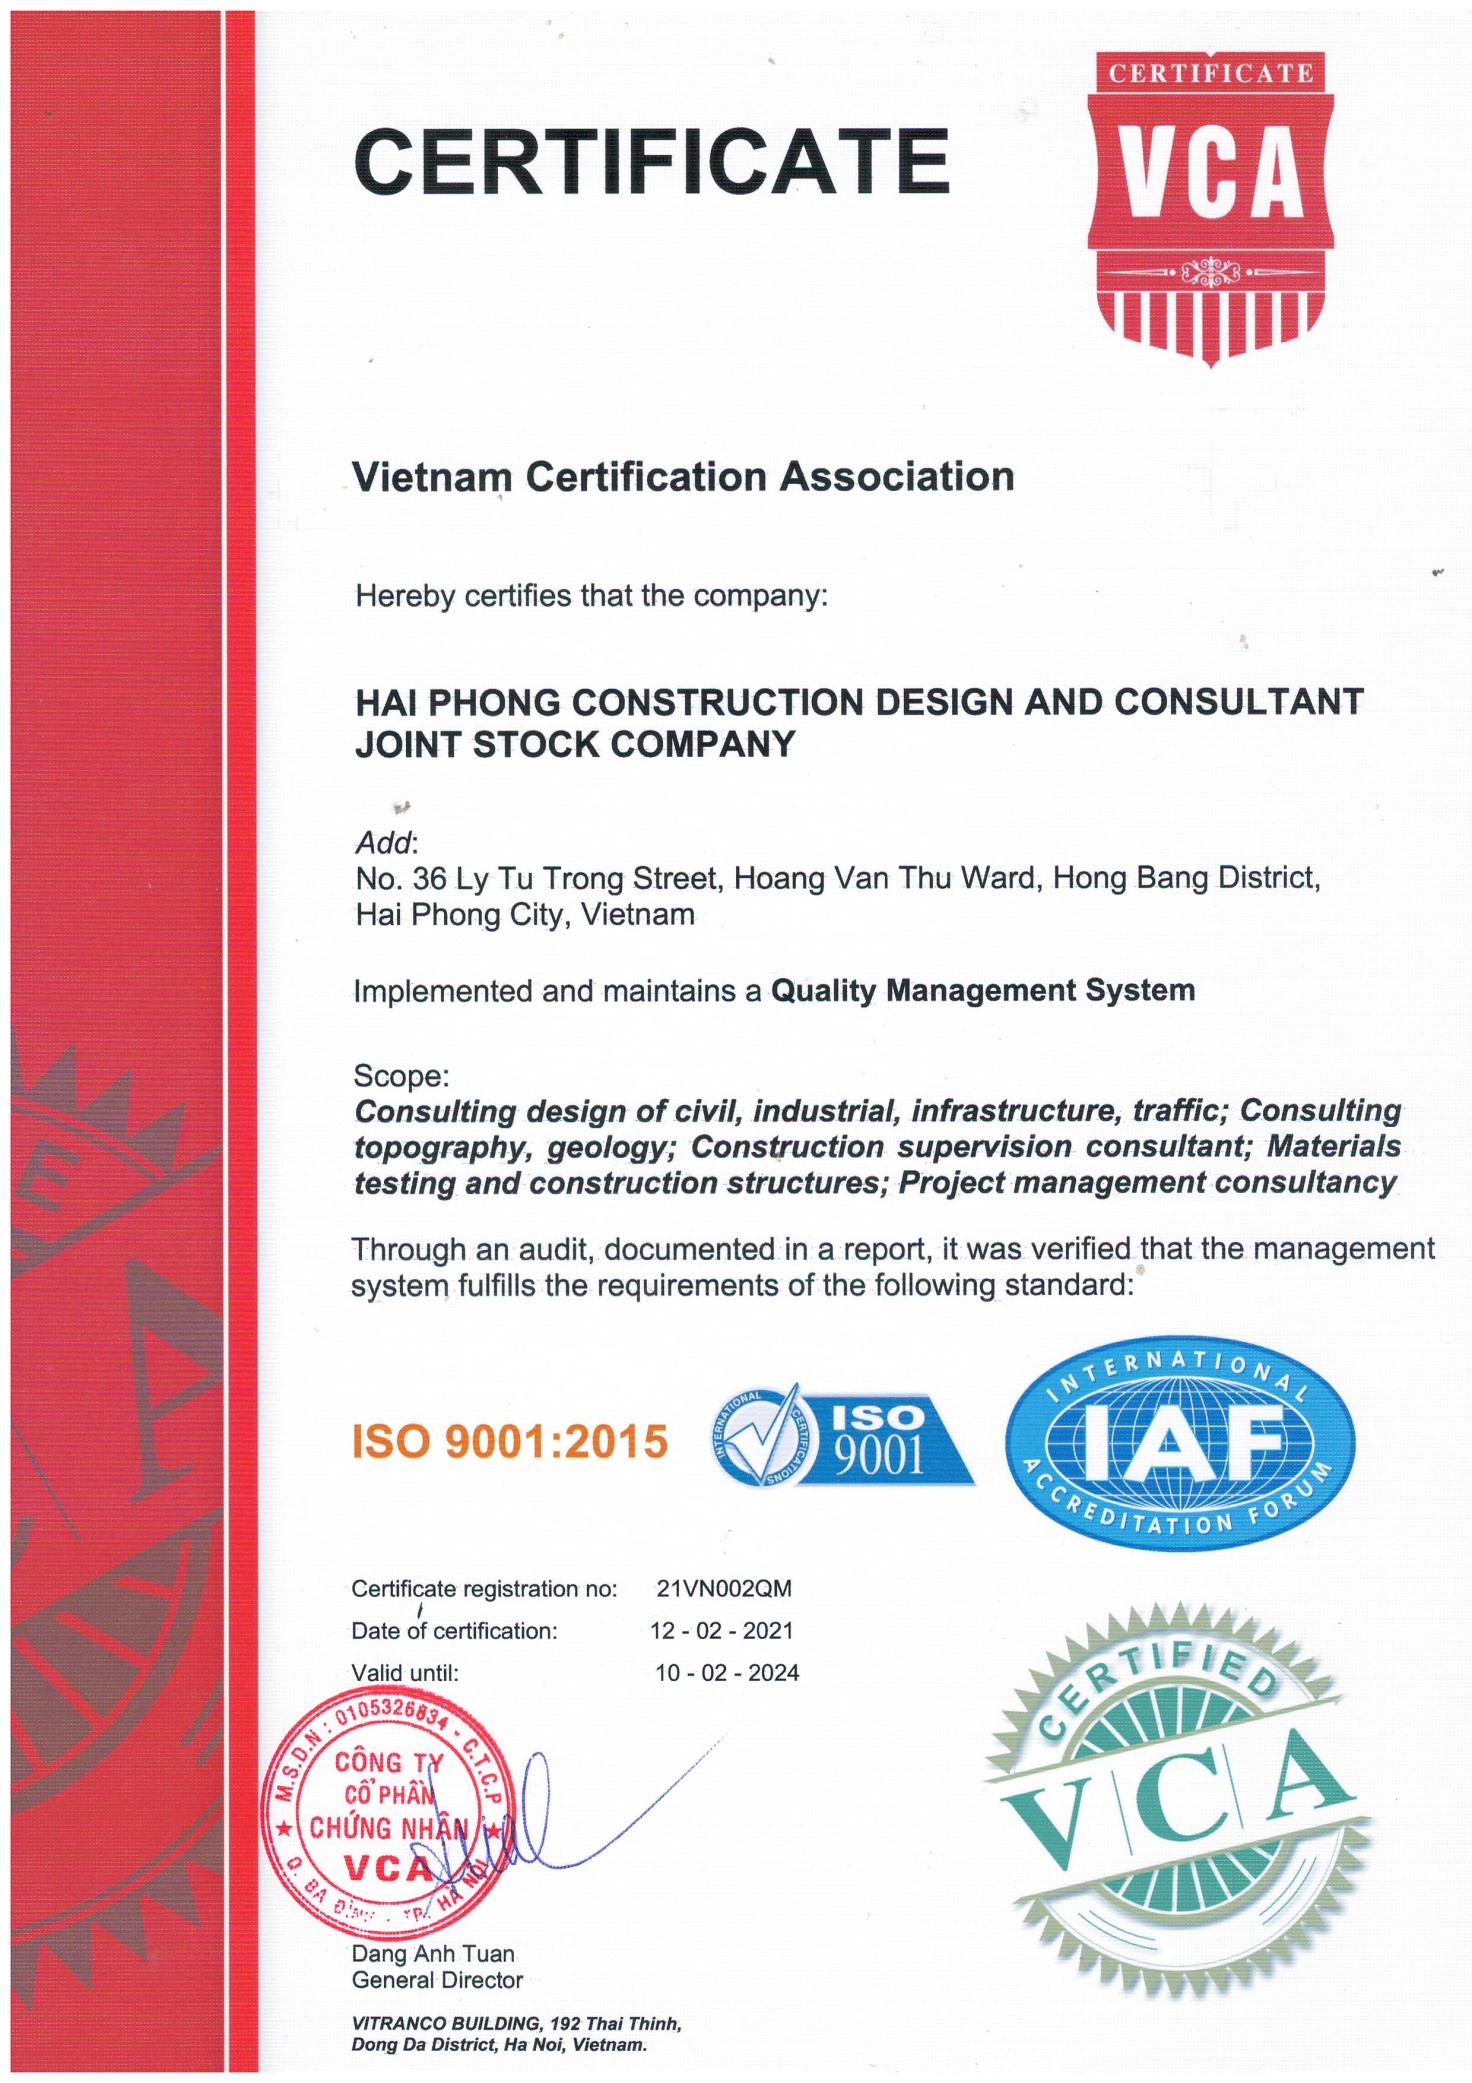 CERTIFICATE
CERTIFICATE
VCA
Vietnam Certification Association
Hereby certifies that the company:
HAI PHONG CONSTRUCTION DESIGN AND CONSULTANT
JOINT STOCK COMPANY
Add:
No. 36 Ly Tu Trong Street, Hoang Van Thu Ward, Hong Bang District,
Hai Phong City, Vietnam
Implemented and maintains a Quality Management System
Scope:
Consulting design of civil, industrial, infrastructure, traffic; Consulting
topography, geology; Construction supervision consultant; Materials
testing and construction structures; Project management consultancy
Through an audit, documented in a report, it was verified that the management
system fulfills the requirements of the following standard:
ISO 9001:2015
INTERNATIONAL CERTIFICATIONS
ISO
9001
INTERNATIONAL
IAF
ACCREDITATION FORUM
Certificate registration no: 21VN002QM
Date of certification: 12 - 02 - 2021
Valid until: 10 - 02 - 2024
M.S.D.N : 0105326834 - C.T.C.P
CÔNG TY
CỔ PHẦN
CHỨNG NHẬN
VCA
Q. BA ĐÌNH - TP. HÀ NỘI
CERTIFIED
VCA
Dang Anh Tuan
General Director
VITRANCO BUILDING, 192 Thai Thinh,
Dong Da District, Ha Noi, Vietnam.